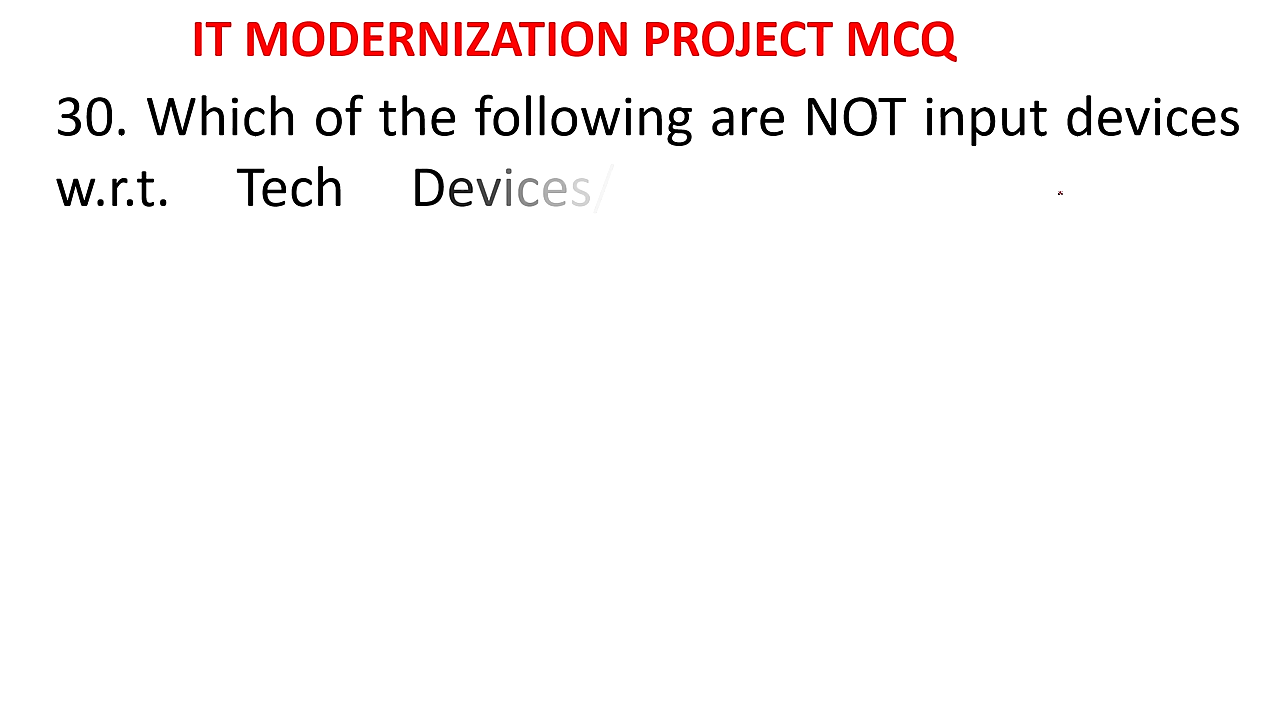 IT MODERNIZATION PROJECT MCQ
30. Which of the following are NOT input devices
w.r.t. Tech Devices/